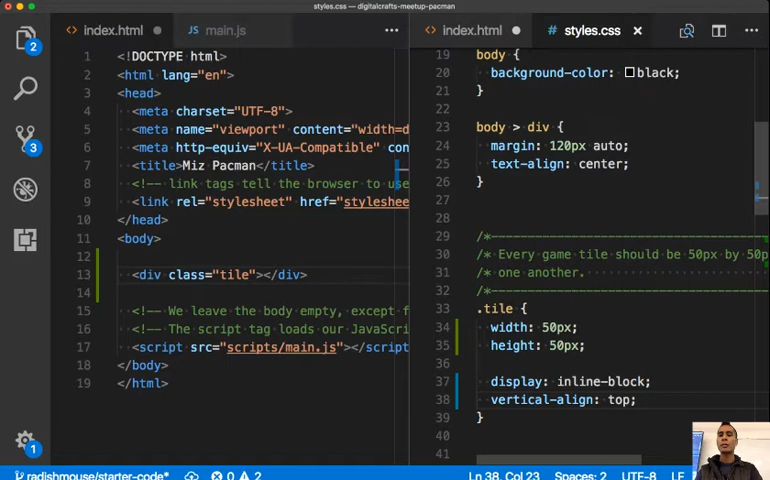 styles.css — digitalcrafts-meetup-pacman
index.html
JS main.js
index.html
# styles.css
2
3
1
1 <!DOCTYPE html>
2 <html lang="en">
3 <head>
4 <meta charset="UTF-8">
5 <meta name="viewport" content="width=d
6 <meta http-equiv="X-UA-Compatible" con
7 <title>Miz Pacman</title>
8 <!-- link tags tell the browser to use
9 <link rel="stylesheet" href="stylesheet
10 </head>
11 <body>
12
13 <div class="tile"></div>
14
15 <!-- We leave the body empty, except f
16 <!-- The script tag loads our JavaScri
17 <script src="scripts/main.js"></script
18 </body>
19 </html>
19 body {
20 background-color: black;
21 }
22
23 body > div {
24 margin: 120px auto;
25 text-align: center;
26 }
27
28
29 /*************************************
30 /* Every game tile should be 50px by 50p
31 /* one another.
32 /*************************************
33 .tile {
34 width: 50px;
35 height: 50px;
36
37 display: inline-block;
38 vertical-align: top;
39 }
40
41
radishmouse/starter-code*
0
2
Ln 38, Col 23
Spaces: 2
UTF-8
LF